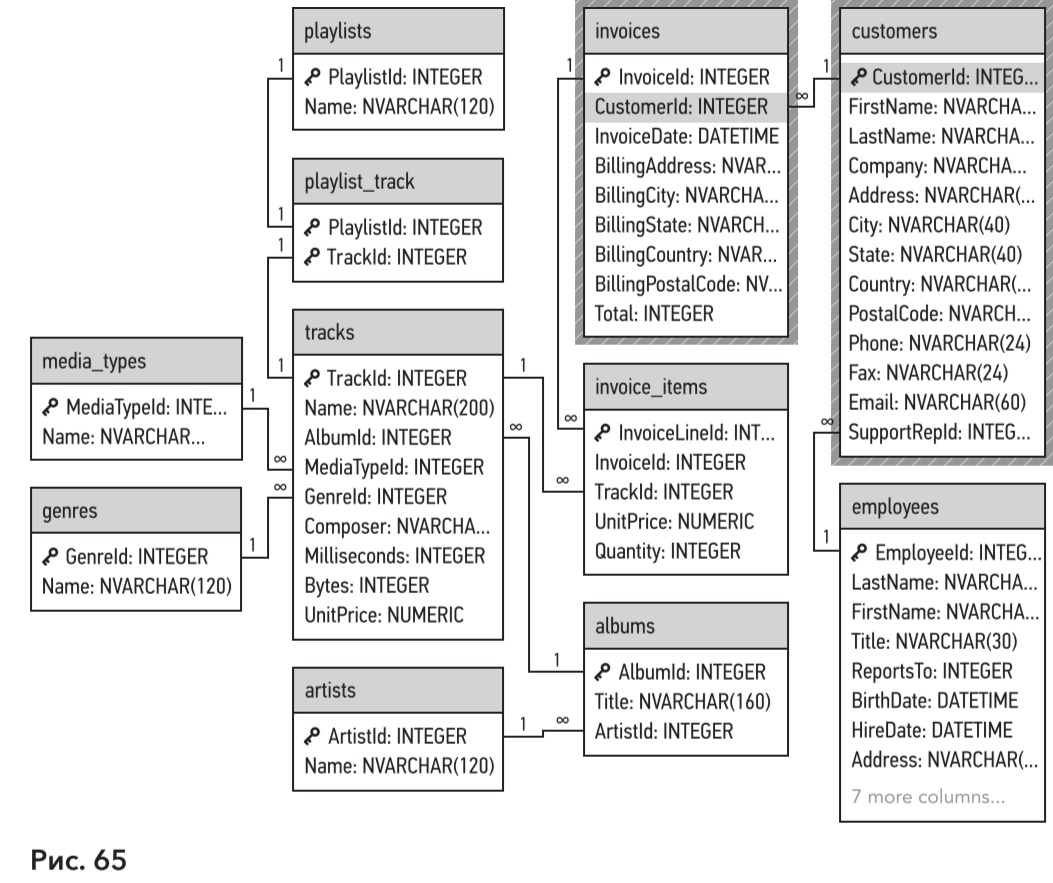 playlists
PlaylistId: INTEGER
Name: NVARCHAR(120)
playlist_track
PlaylistId: INTEGER
TrackId: INTEGER
media_types
MediaTypeId: INTE...
Name: NVARCHAR...
genres
GenreId: INTEGER
Name: NVARCHAR(120)
tracks
TrackId: INTEGER
Name: NVARCHAR(200)
AlbumId: INTEGER
MediaTypeId: INTEGER
GenreId: INTEGER
Composer: NVARCHA...
Milliseconds: INTEGER
Bytes: INTEGER
UnitPrice: NUMERIC
artists
ArtistId: INTEGER
Name: NVARCHAR(120)
invoices
InvoiceId: INTEGER
CustomerId: INTEGER
InvoiceDate: DATETIME
BillingAddress: NVAR...
BillingCity: NVARCHA...
BillingState: NVARCH...
BillingCountry: NVAR...
BillingPostalCode: NV...
Total: INTEGER
invoice_items
InvoiceLineId: INT...
InvoiceId: INTEGER
TrackId: INTEGER
UnitPrice: NUMERIC
Quantity: INTEGER
albums
AlbumId: INTEGER
Title: NVARCHAR(160)
ArtistId: INTEGER
customers
CustomerId: INTEG...
FirstName: NVARCHA...
LastName: NVARCHA...
Company: NVARCHA...
Address: NVARCHAR(...
City: NVARCHAR(40)
State: NVARCHAR(40)
Country: NVARCHAR(...
PostalCode: NVARCH...
Phone: NVARCHAR(24)
Fax: NVARCHAR(24)
Email: NVARCHAR(60)
SupportRepId: INTEG...
employees
EmployeeId: INTEG...
LastName: NVARCHA...
FirstName: NVARCHA...
Title: NVARCHAR(30)
ReportsTo: INTEGER
BirthDate: DATETIME
HireDate: DATETIME
Address: NVARCHAR(...
7 more columns...
1
1
1
1
1
∞
1
∞
1
∞
1
∞
1
∞
1
∞
1
∞
1
∞
Рис. 65